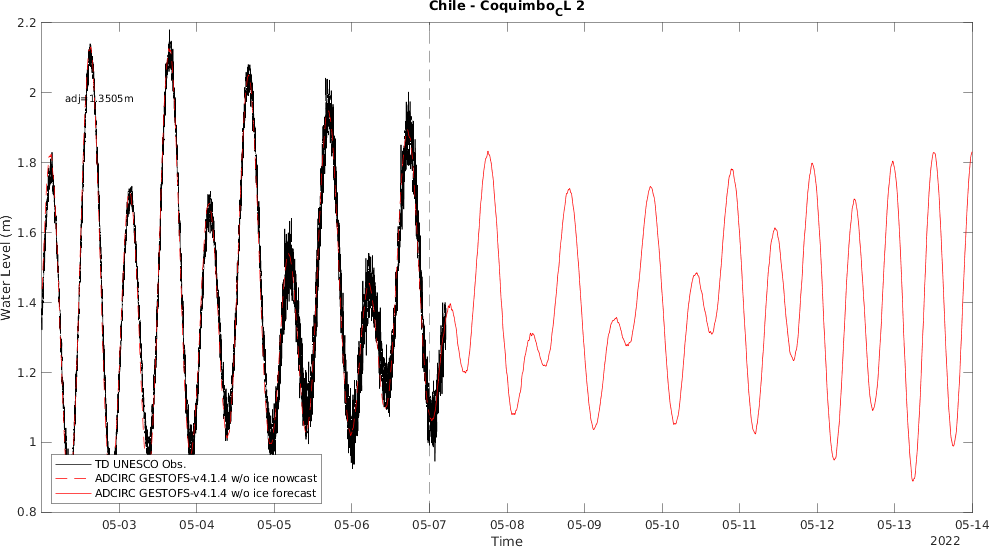 Chile - Coquimbo_CL 2
2.2
2
1.8
1.6
1.4
1.2
1
0.8
Water Level (m)
adj=1.3505m
TD UNESCO Obs.
ADCIRC GESTOFS-v4.1.4 w/o ice nowcast
ADCIRC GESTOFS-v4.1.4 w/o ice forecast
05-03 05-04 05-05 05-06 05-07 05-08 05-09 05-10 05-11 05-12 05-13 05-14
Time
2022